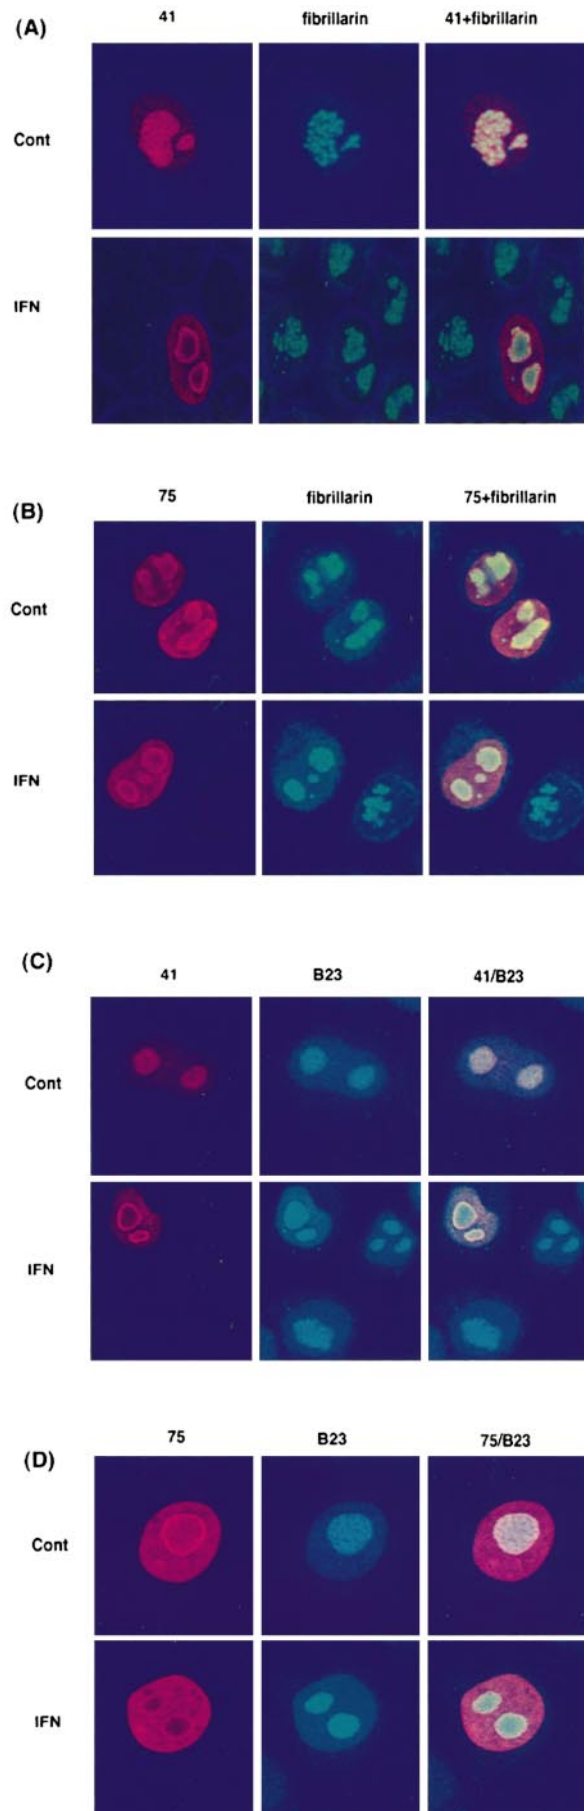 (A)
41 fibrillarin 41+fibrillarin
Cont
IFN
(B)
75 fibrillarin 75+fibrillarin
Cont
IFN
(C)
41 B23 41/B23
Cont
IFN
(D)
75 B23 75/B23
Cont
IFN